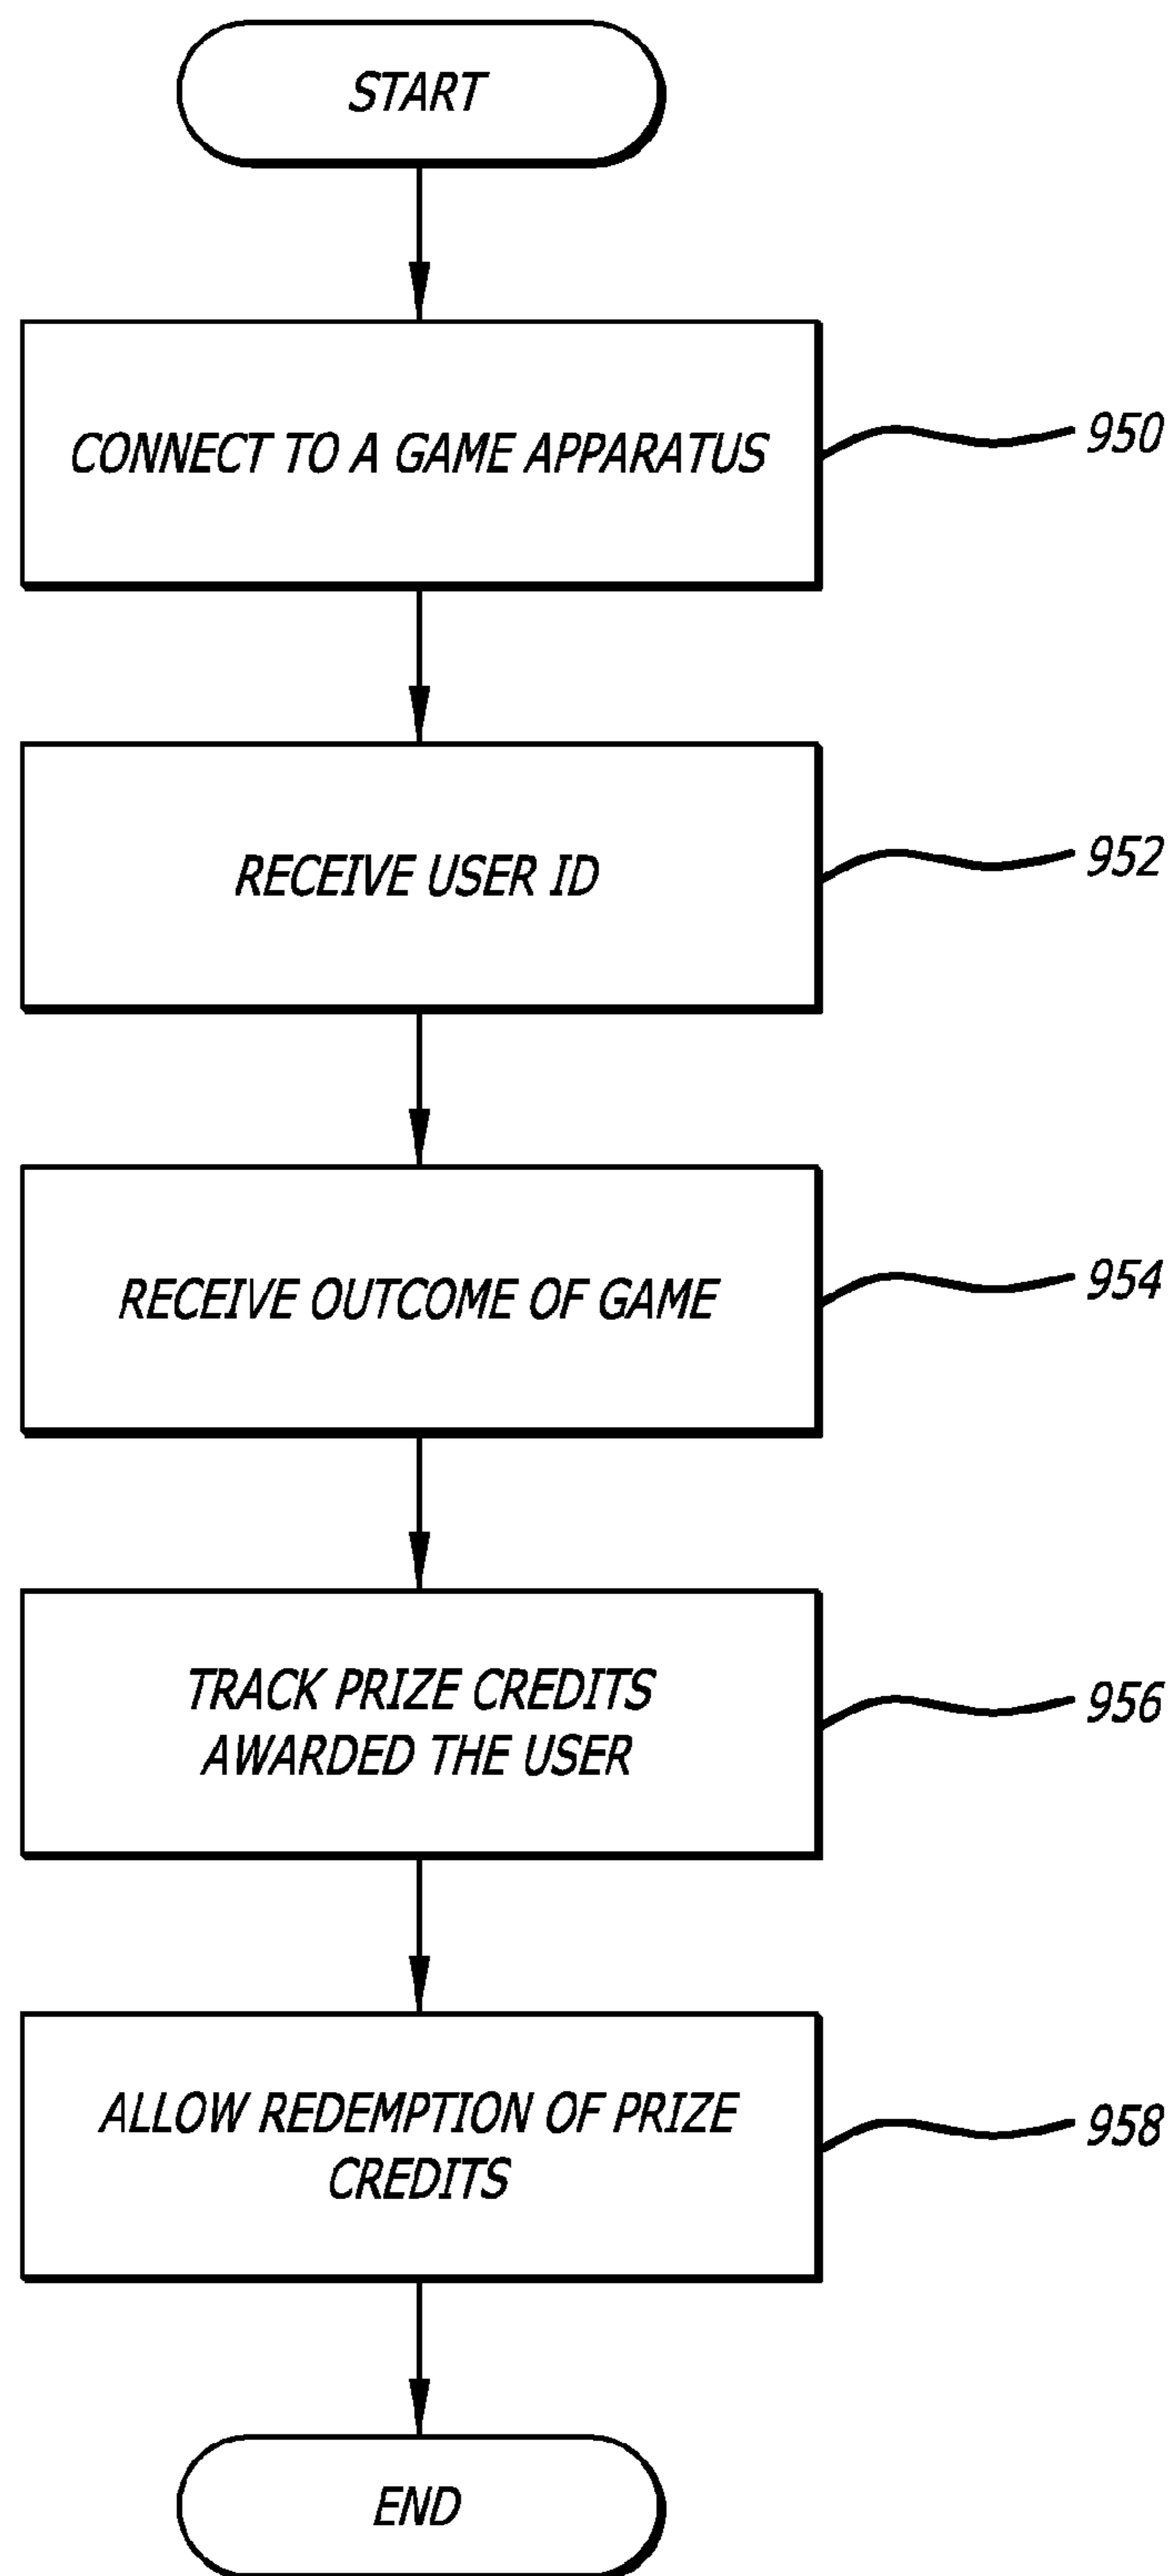 START
CONNECT TO A GAME APPARATUS
950
RECEIVE USER ID
952
RECEIVE OUTCOME OF GAME
954
TRACK PRIZE CREDITS
AWARDED THE USER
956
ALLOW REDEMPTION OF PRIZE
CREDITS
958
END